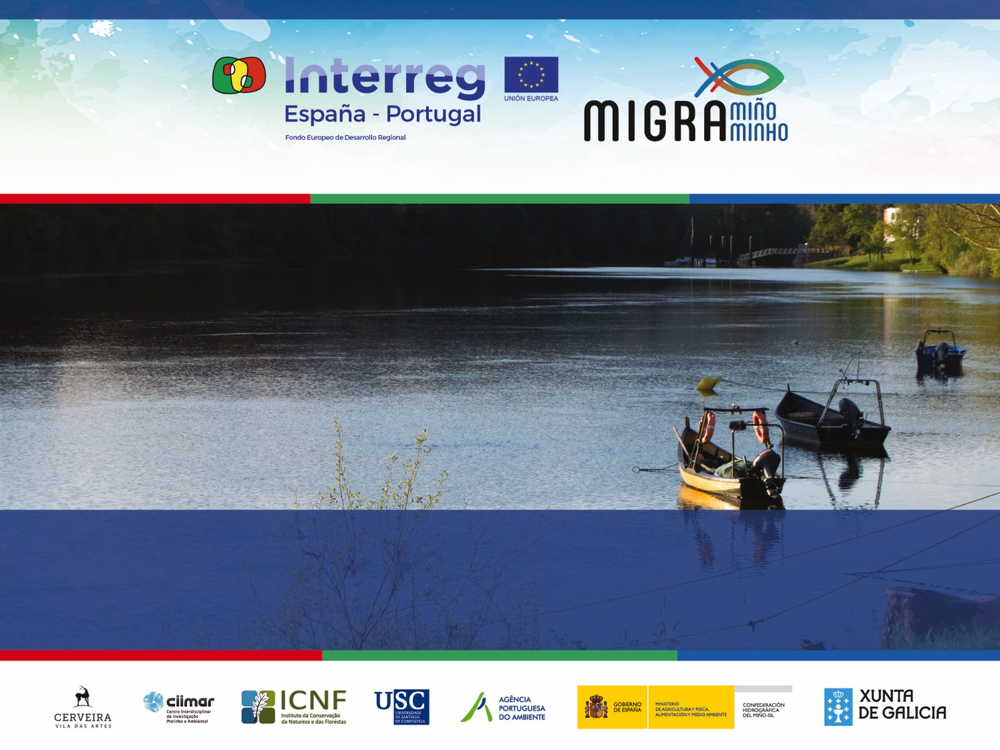 Interreg
España - Portugal
Fondo Europeo de Desarrollo Regional
UNIÓN EUROPEA
MIGRA MIÑO
MINHO
CERVEIRA
VILA DAS ARTES
ciimar
Centro Interdisciplinar
de Investigação
Marinha e Ambiental
ICNF
Instituto da Conservação
da Natureza e das Florestas
USC
UNIVERSIDADE
DE SANTIAGO
DE COMPOSTELA
AGÊNCIA
PORTUGUESA
DO AMBIENTE
GOBIERNO
DE ESPAÑA
MINISTERIO
DE AGRICULTURA Y PESCA,
ALIMENTACIÓN Y MEDIO AMBIENTE
CONFEDERACIÓN
HIDROGRÁFICA
DEL MIÑO-SIL
XUNTA
DE GALICIA